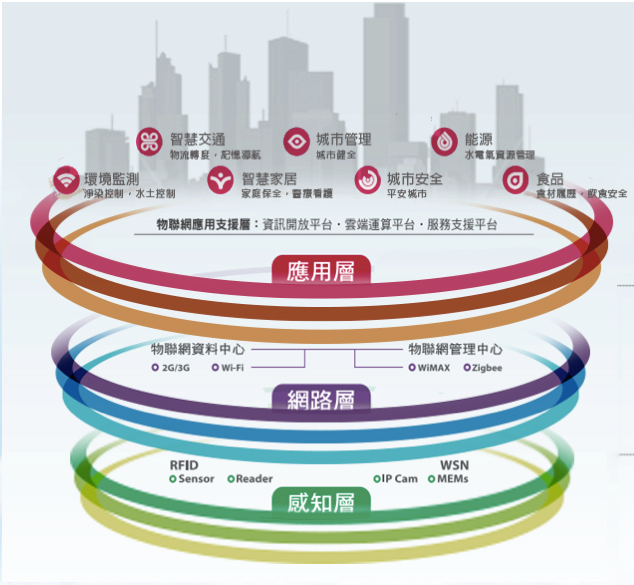 智慧交通
物流轉度，記憶導航
城市管理
城市健全
能源
水電氣資源管理
環境監測
淨染控制，水土控制
智慧家居
家庭保全，醫療看護
城市安全
平安城市
食品
食材履歷，飲食安全
物聯網應用支援層：資訊開放平台・雲端運算平台・服務支援平台
應用層
物聯網資料中心
物聯網管理中心
2G/3G Wi-Fi
WiMAX Zigbee
網路層
RFID
WSN
Sensor Reader
IP Cam MEMs
感知層